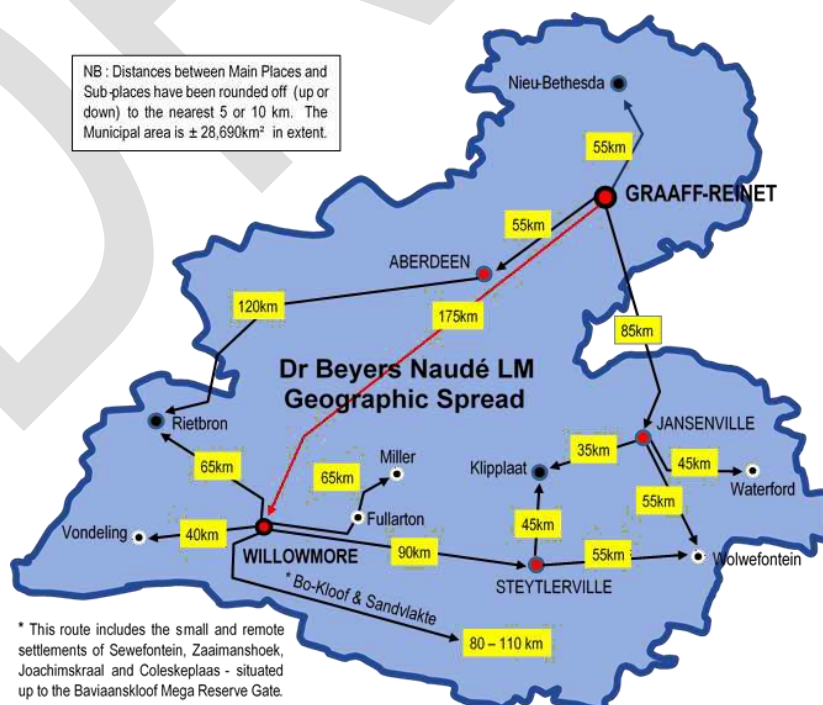 NB : Distances between Main Places and
Sub-places have been rounded off (up or
down) to the nearest 5 or 10 km. The
Municipal area is ± 28,690km² in extent.
Nieu-Bethesda
55km
GRAAFF-REINET
55km
ABERDEEN
120km
175km
85km
Dr Beyers Naudé LM
Geographic Spread
Rietbron
JANSENVILLE
Miller
35km
Klipplaat
45km
65km
65km
Waterford
55km
Fullarton
Vondeling
40km
45km
WILLOWMORE
90km
55km
Wolwefontein
STEYTLERVILLE
* Bo-Kloof & Sandvlakte
80 – 110 km
* This route includes the small and remote
settlements of Sewefontein, Zaaimanshoek,
Joachimskraal and Coleskeplaas - situated
up to the Baviaanskloof Mega Reserve Gate.